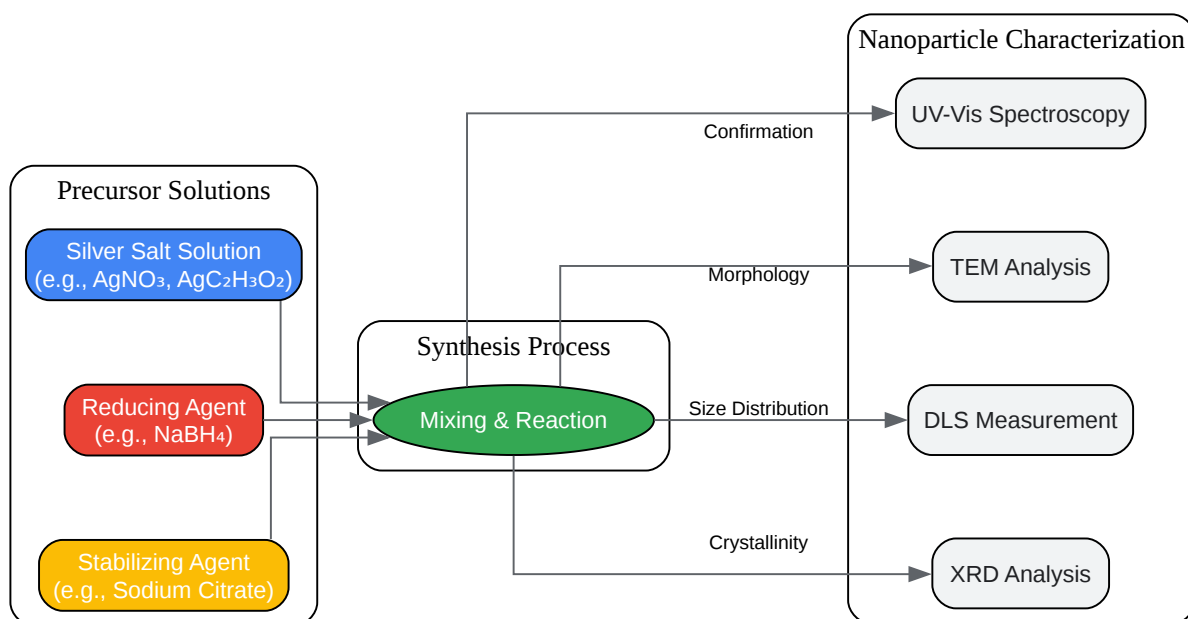 Precursor Solutions
Silver Salt Solution
(e.g., AgNO₃, AgC₂H₃O₂)
Reducing Agent
(e.g., NaBH₄)
Stabilizing Agent
(e.g., Sodium Citrate)
Synthesis Process
Mixing & Reaction
Confirmation
Morphology
Size Distribution
Crystallinity
Nanoparticle Characterization
UV-Vis Spectroscopy
TEM Analysis
DLS Measurement
XRD Analysis